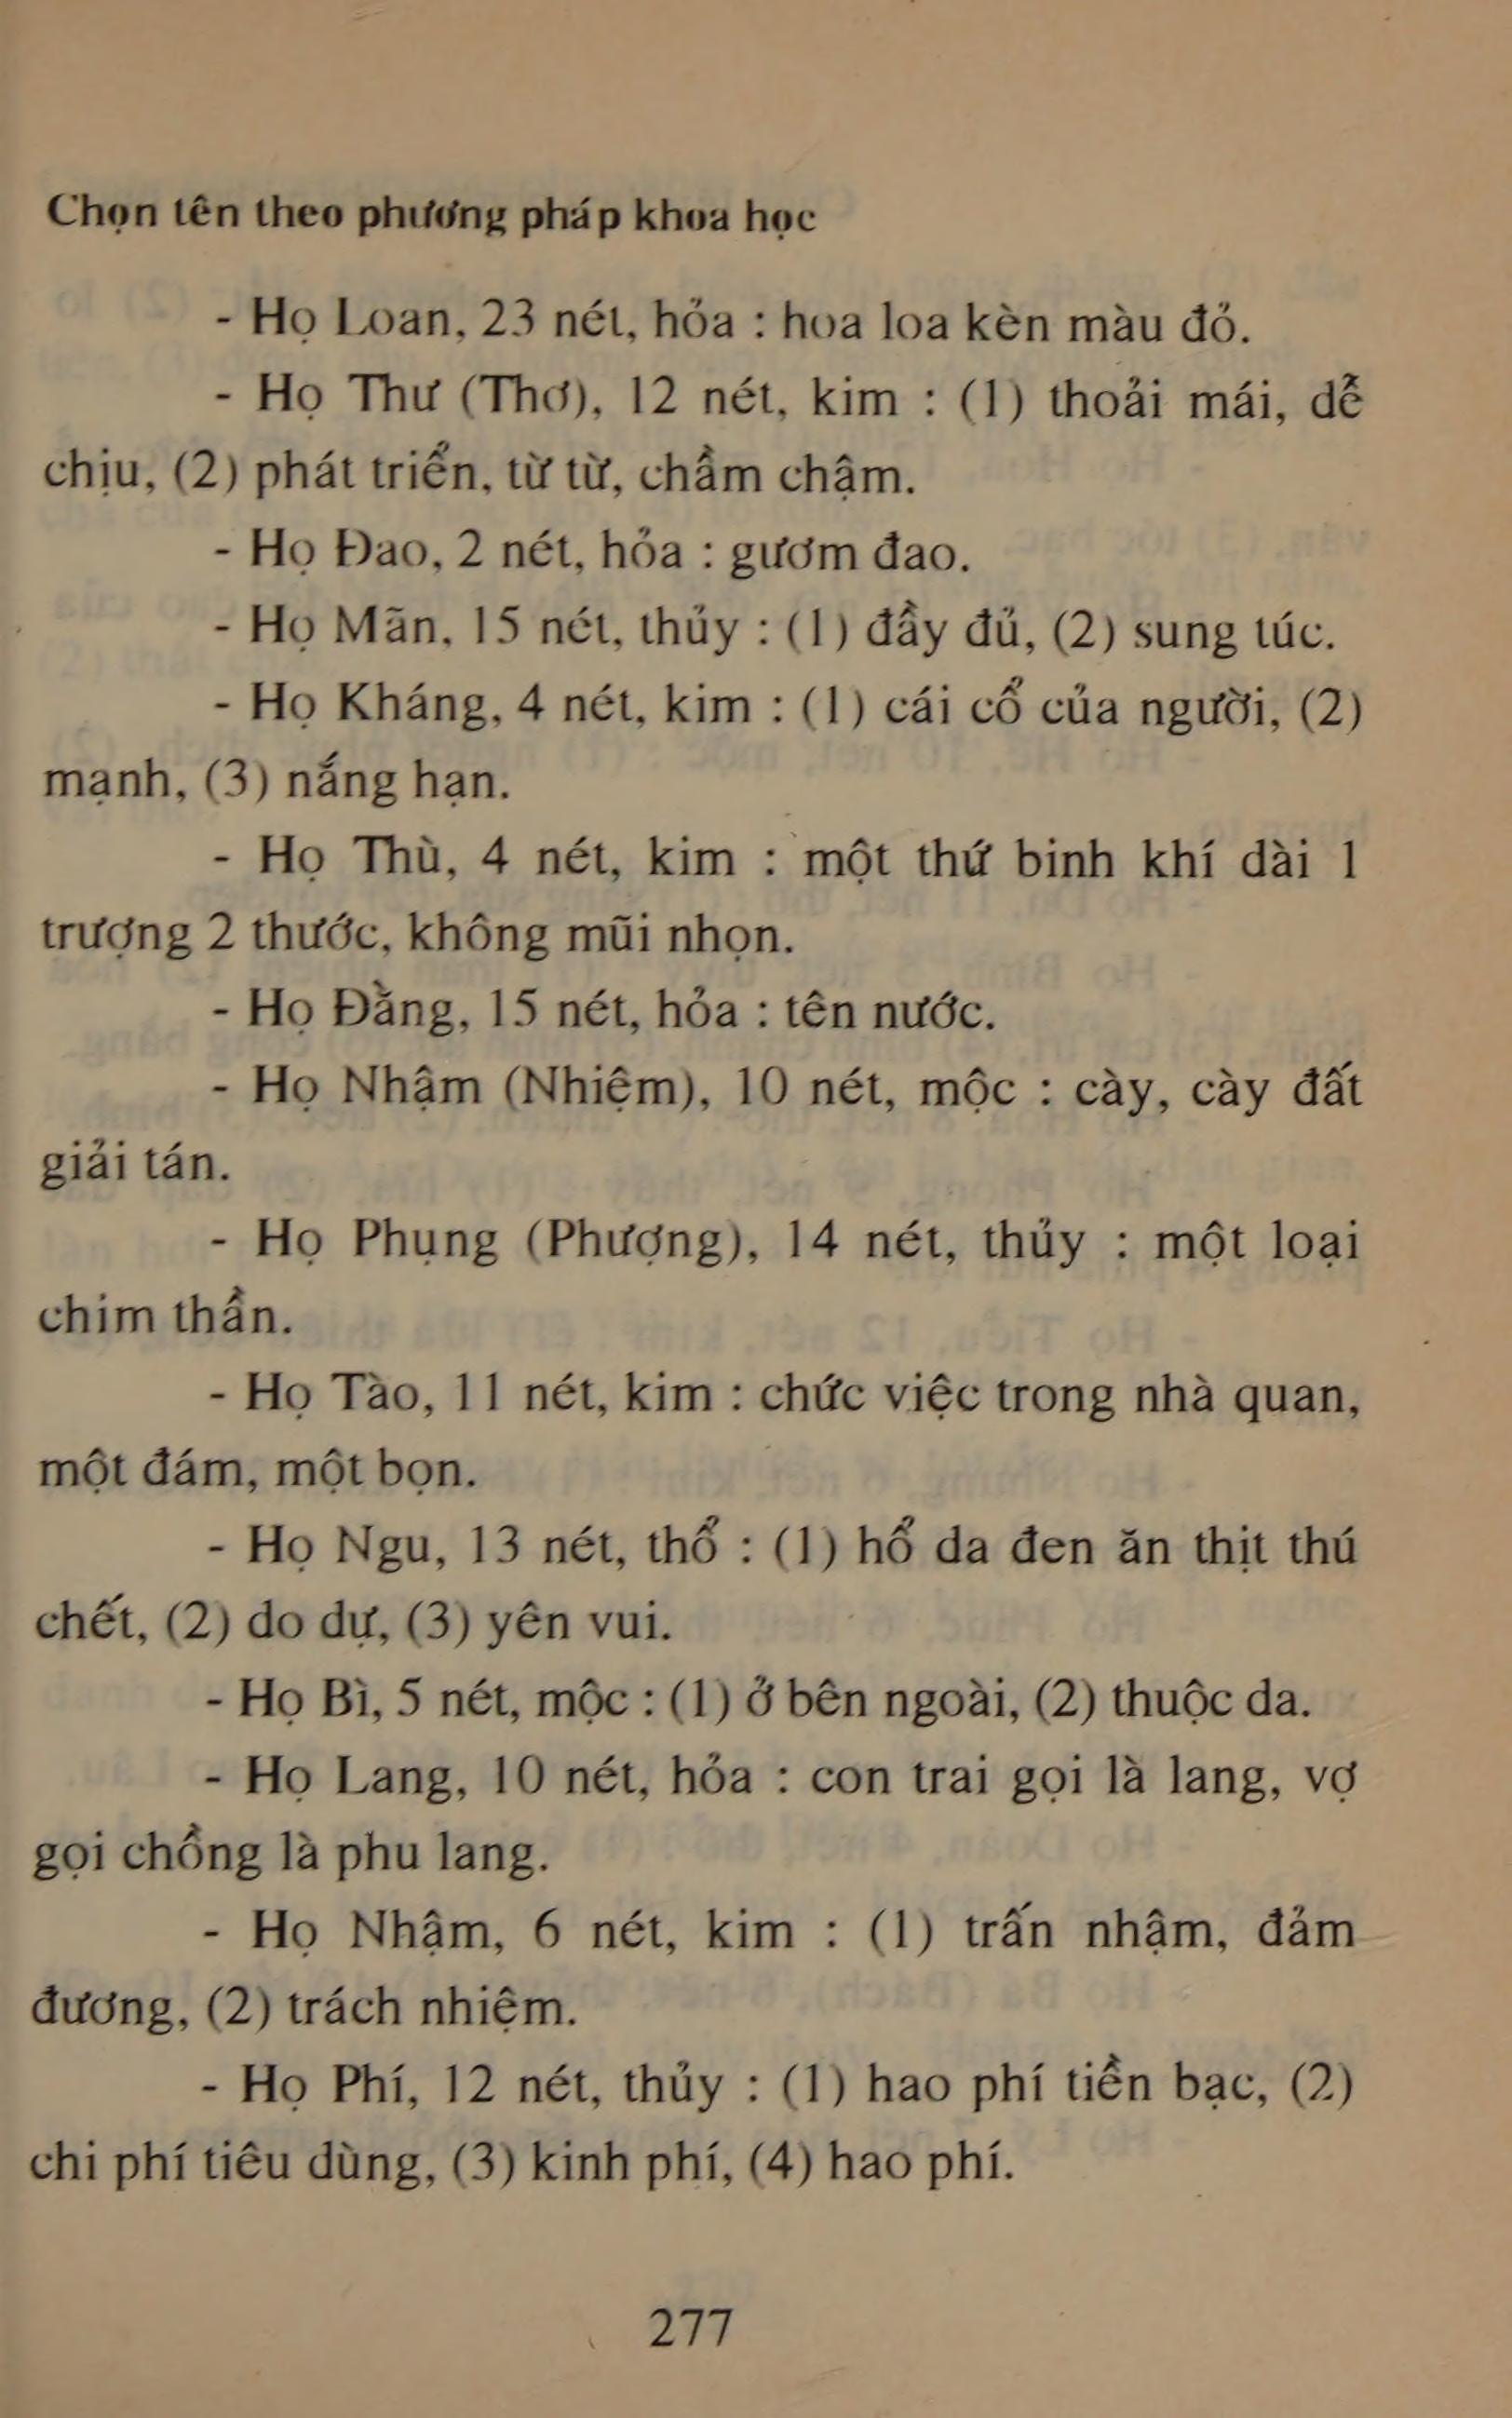 Chọn tên theo phương pháp khoa học
- Họ Loan, 23 nét, hỏa : hoa loa kèn màu đỏ.
- Họ Thư (Thơ), 12 nét, kim : (1) thoải mái, dễ
chịu, (2) phát triển, từ từ, chầm chậm.
- Họ Đao, 2 nét, hỏa : gươm đao.
- Họ Mãn, 15 nét, thủy : (1) đầy đủ, (2) sung túc.
- Họ Kháng, 4 nét, kim : (1) cái cổ của người, (2)
mạnh, (3) nắng hạn.
- Họ Thù, 4 nét, kim : một thứ binh khí dài 1
trượng 2 thước, không mũi nhọn.
- Họ Đằng, 15 nét, hỏa : tên nước.
- Họ Nhậm (Nhiệm), 10 nét, mộc : cày, cày đất
giải tán.
- Họ Phụng (Phượng), 14 nét, thủy : một loại
chim thần.
- Họ Tào, 11 nét, kim : chức việc trong nhà quan,
một đám, một bọn.
- Họ Ngu, 13 nét, thổ : (1) hổ da đen ăn thịt thú
chết, (2) do dự, (3) yên vui.
- Họ Bì, 5 nét, mộc : (1) ở bên ngoài, (2) thuộc da.
- Họ Lang, 10 nét, hỏa : con trai gọi là lang, vợ
gọi chồng là phu lang.
- Họ Nhậm, 6 nét, kim : (1) trấn nhậm, đảm
đương, (2) trách nhiệm.
- Họ Phí, 12 nét, thủy : (1) hao phí tiền bạc, (2)
chi phí tiêu dùng, (3) kinh phí, (4) hao phí.
277